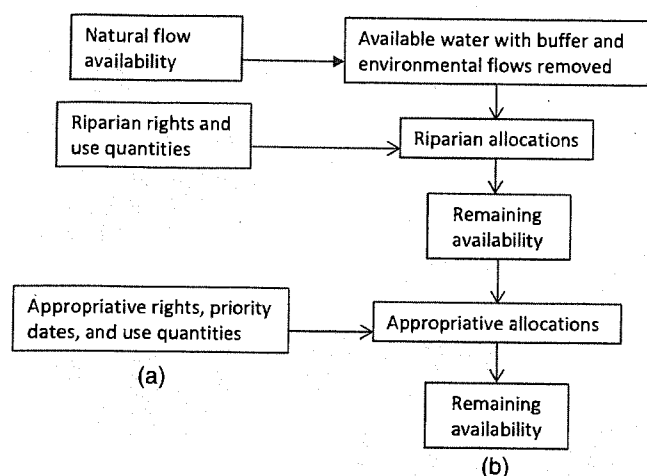 Natural flow
availability
Available water with buffer and
environmental flows removed
Riparian rights and
use quantities
Riparian allocations
Remaining
availability
Appropriative rights, priority
dates, and use quantities
Appropriative allocations
(a)
Remaining
availability
(b)